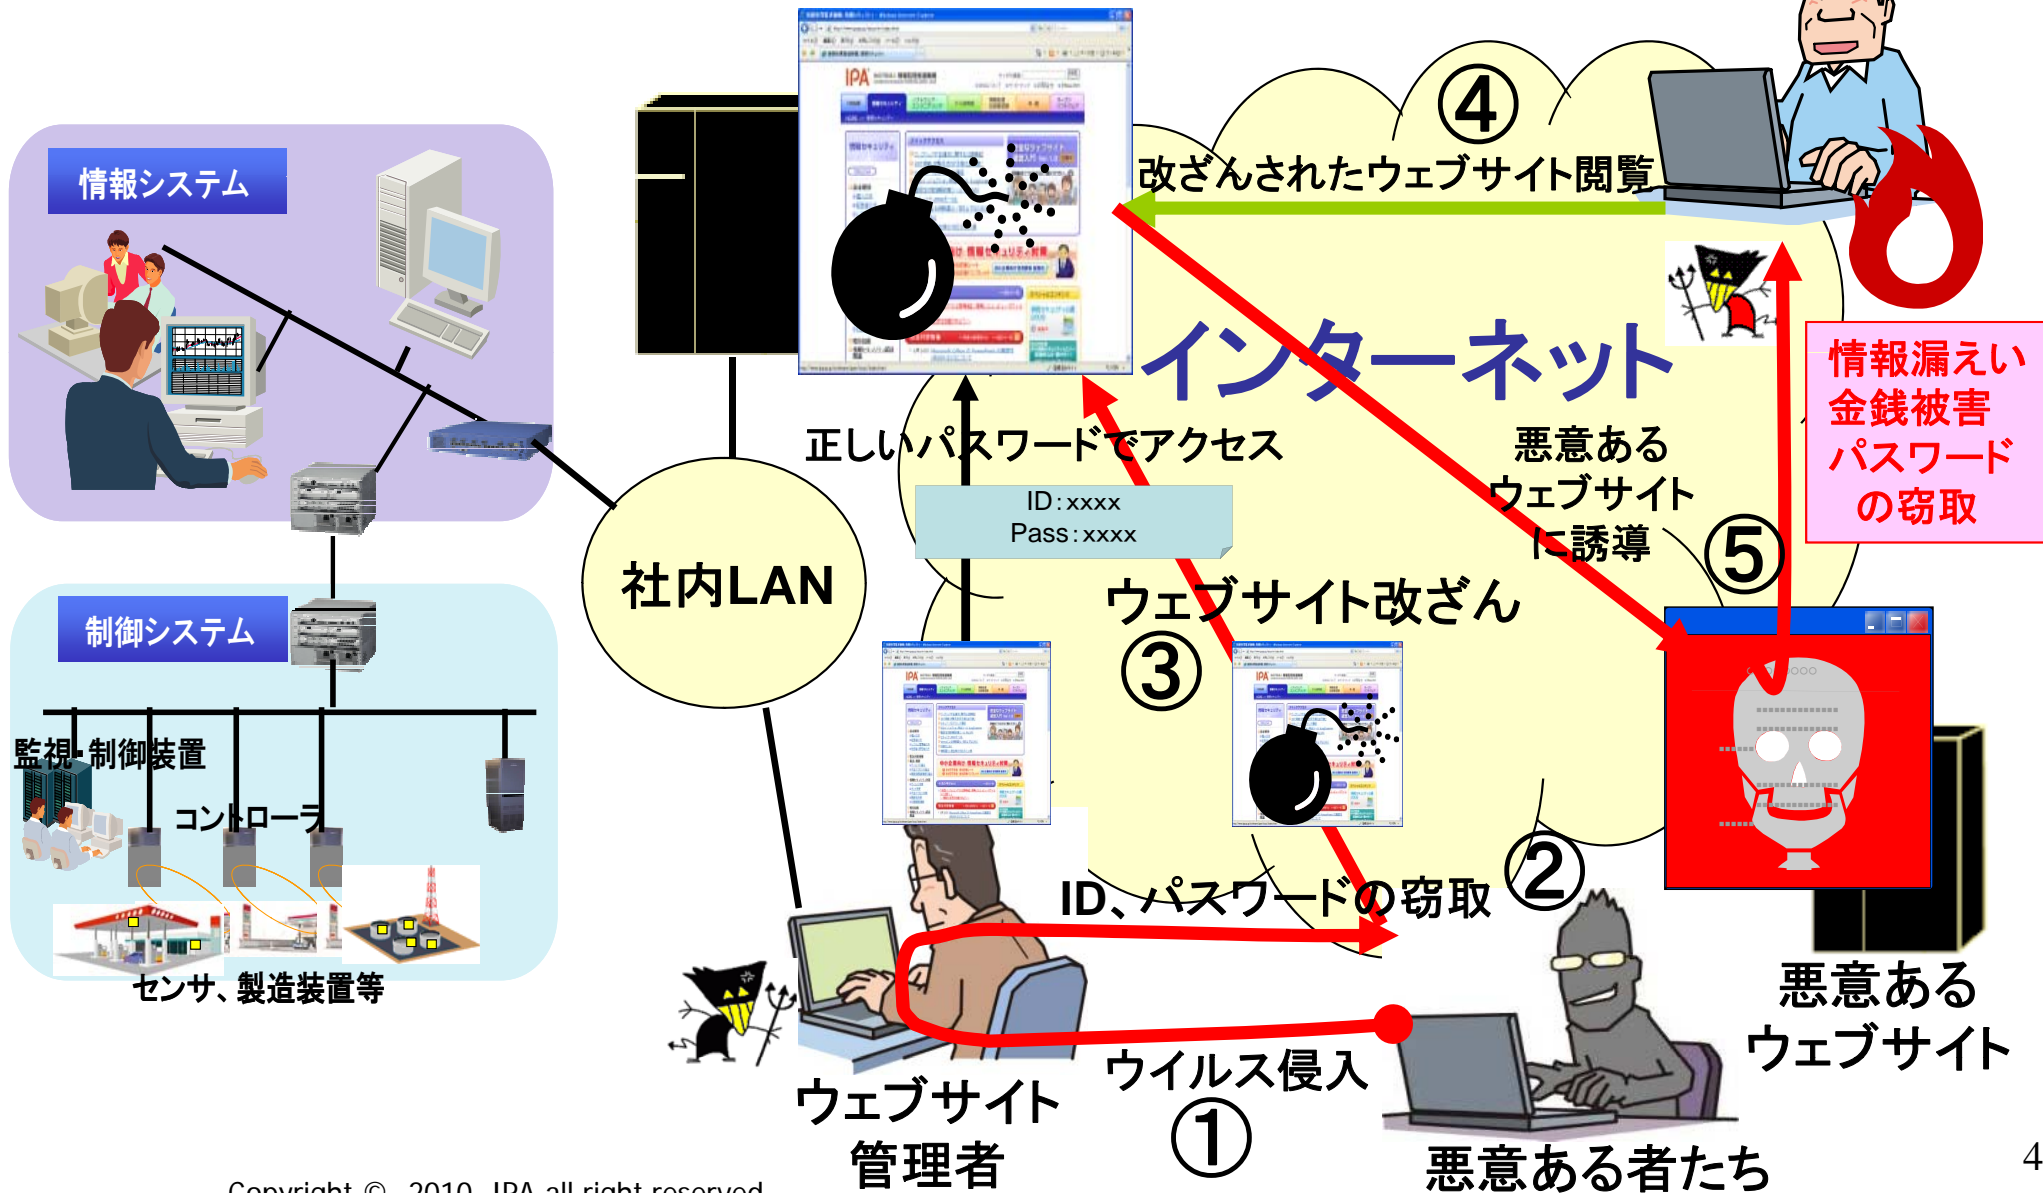 情報システム
④
改ざんされたウェブサイト閲覧
インターネット
情報漏えい
金銭被害
パスワード
の窃取
正しいパスワードでアクセス
ID:xxxx
Pass:xxxx
悪意ある
ウェブサイト
に誘導
⑤
社内LAN
ウェブサイト改ざん
③
制御システム
監視・制御装置
コントローラ
センサ、製造装置等
IPA
IPA
IPA
②
ID、パスワードの窃取
悪意ある
ウェブサイト
ウイルス侵入
①
ウェブサイト
管理者
悪意ある者たち
4
Copyright © 2010 IPA all right reserved